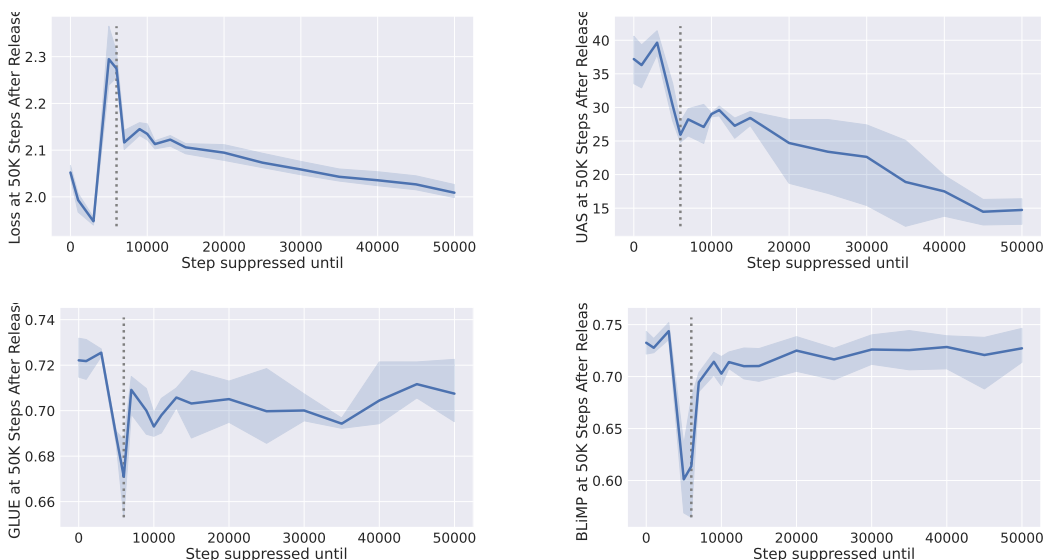 Loss at 50K Steps After Release
2.3
2.2
2.1
2.0
0 10000 20000 30000 40000 50000
Step suppressed until
UAS at 50K Steps After Release
40
35
30
25
20
15
0 10000 20000 30000 40000 50000
Step suppressed until
GLUE at 50K Steps After Releas
0.74
0.72
0.70
0.68
0.66
0 10000 20000 30000 40000 50000
Step suppressed until
BLiMP at 50K Steps After Releas
0.75
0.70
0.65
0.60
0 10000 20000 30000 40000 50000
Step suppressed until